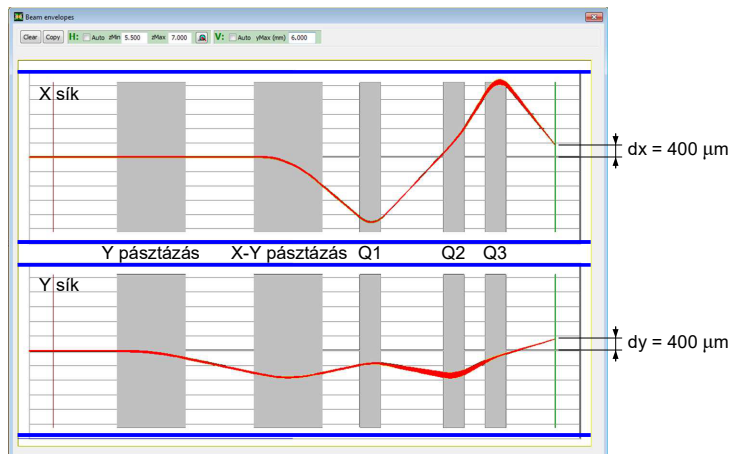 Beam envelopes
Clear Copy H: Auto zMin 5.500 zMax 7.000 V: Auto yMax (mm) 6.000
X sík
dx = 400 µm
Y pásztázás X-Y pásztázás Q1 Q2 Q3
Y sík
dy = 400 µm